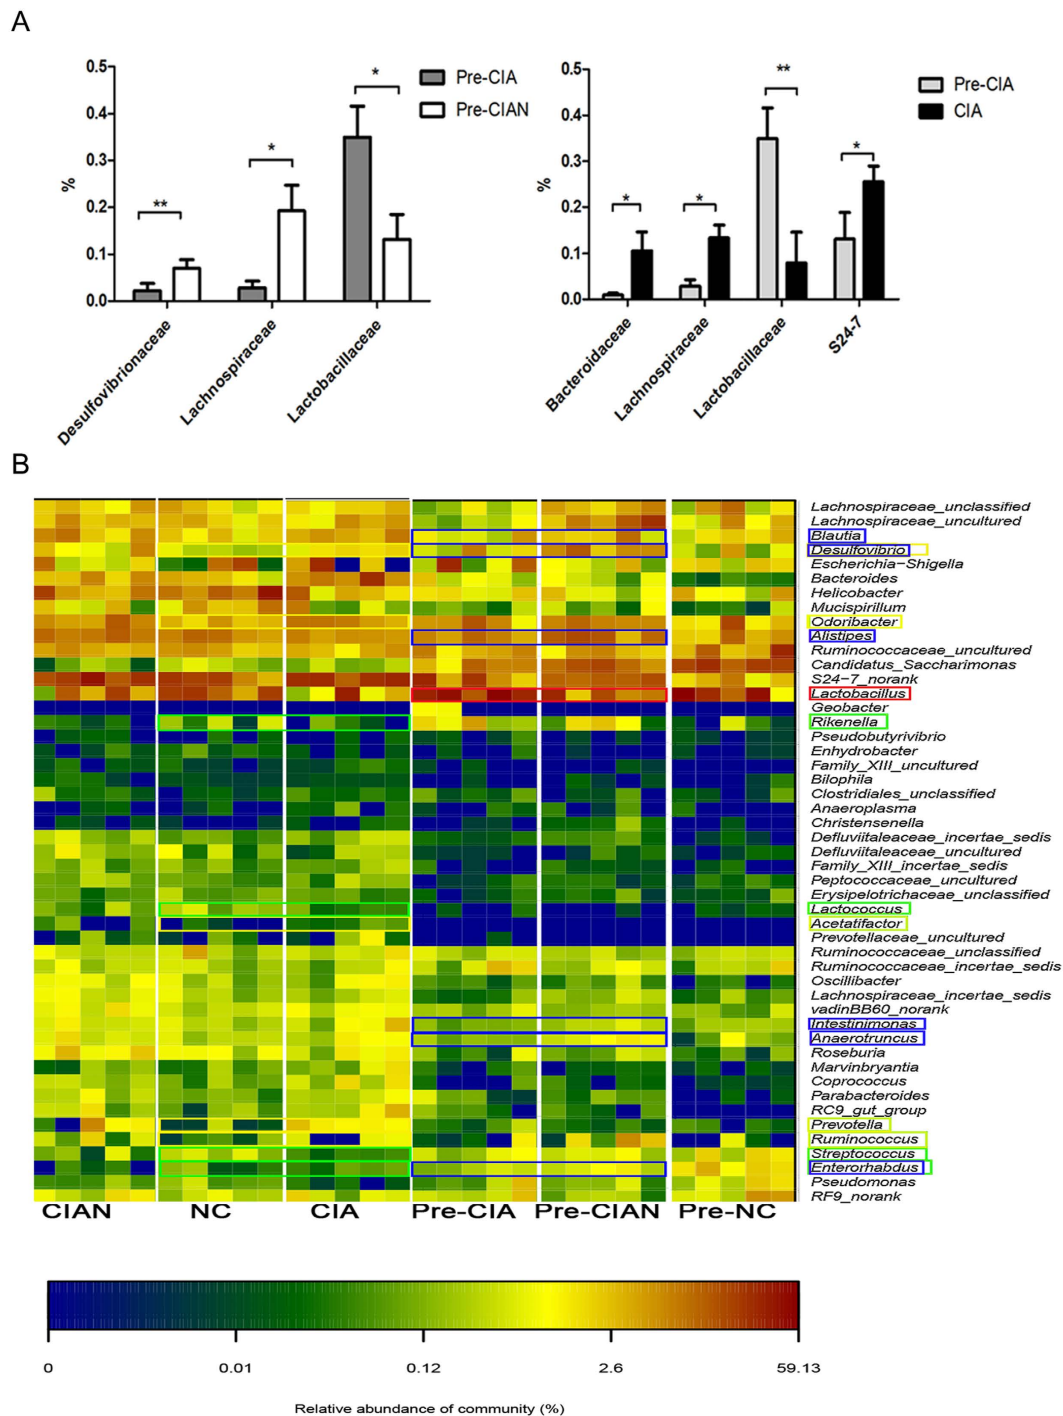 A
0.5
0.4
0.3
0.2
0.1
0.0
%
**
*
*
Pre-CIA
Pre-CIAN
Desulfovibrionaceae
Lachnospiraceae
Lactobacillaceae
0.5
0.4
0.3
0.2
0.1
0.0
%
*
*
**
*
Pre-CIA
CIA
Bacteroidaceae
Lachnospiraceae
Lactobacillaceae
S24-7
B
Lachnospiraceae_unclassified
Lachnospiraceae_uncultured
Blautia
Desulfovibrio
Escherichia-Shigella
Bacteroides
Helicobacter
Mucispirillum
Odoribacter
Alistipes
Ruminococcaceae_uncultured
Candidatus_Saccharimonas
S24-7_norank
Lactobacillus
Geobacter
Rikenella
Pseudobutyrivibrio
Enhydrobacter
Family_XIII_uncultured
Bilophila
Clostridiales_unclassified
Anaeroplasma
Christensenella
Defluviitaleaceae_incertae_sedis
Defluviitaleaceae_uncultured
Family_XIII_incertae_sedis
Peptococcaceae_uncultured
Erysipelotrichaceae_unclassified
Lactococcus
Acetatifactor
Prevotellaceae_uncultured
Ruminococcaceae_unclassified
Ruminococcaceae_incertae_sedis
Oscillibacter
Lachnospiraceae_incertae_sedis
vadinBB60_norank
Intestinimonas
Anaerotruncus
Roseburia
Marvinbryantia
Coprococcus
Parabacteroides
RC9_gut_group
Prevotella
Ruminococcus
Streptococcus
Enterorhabdus
Pseudomonas
RF9_norank
CIAN NC CIA Pre-CIA Pre-CIAN Pre-NC
0 0.01 0.12 2.6 59.13
Relative abundance of community (%)